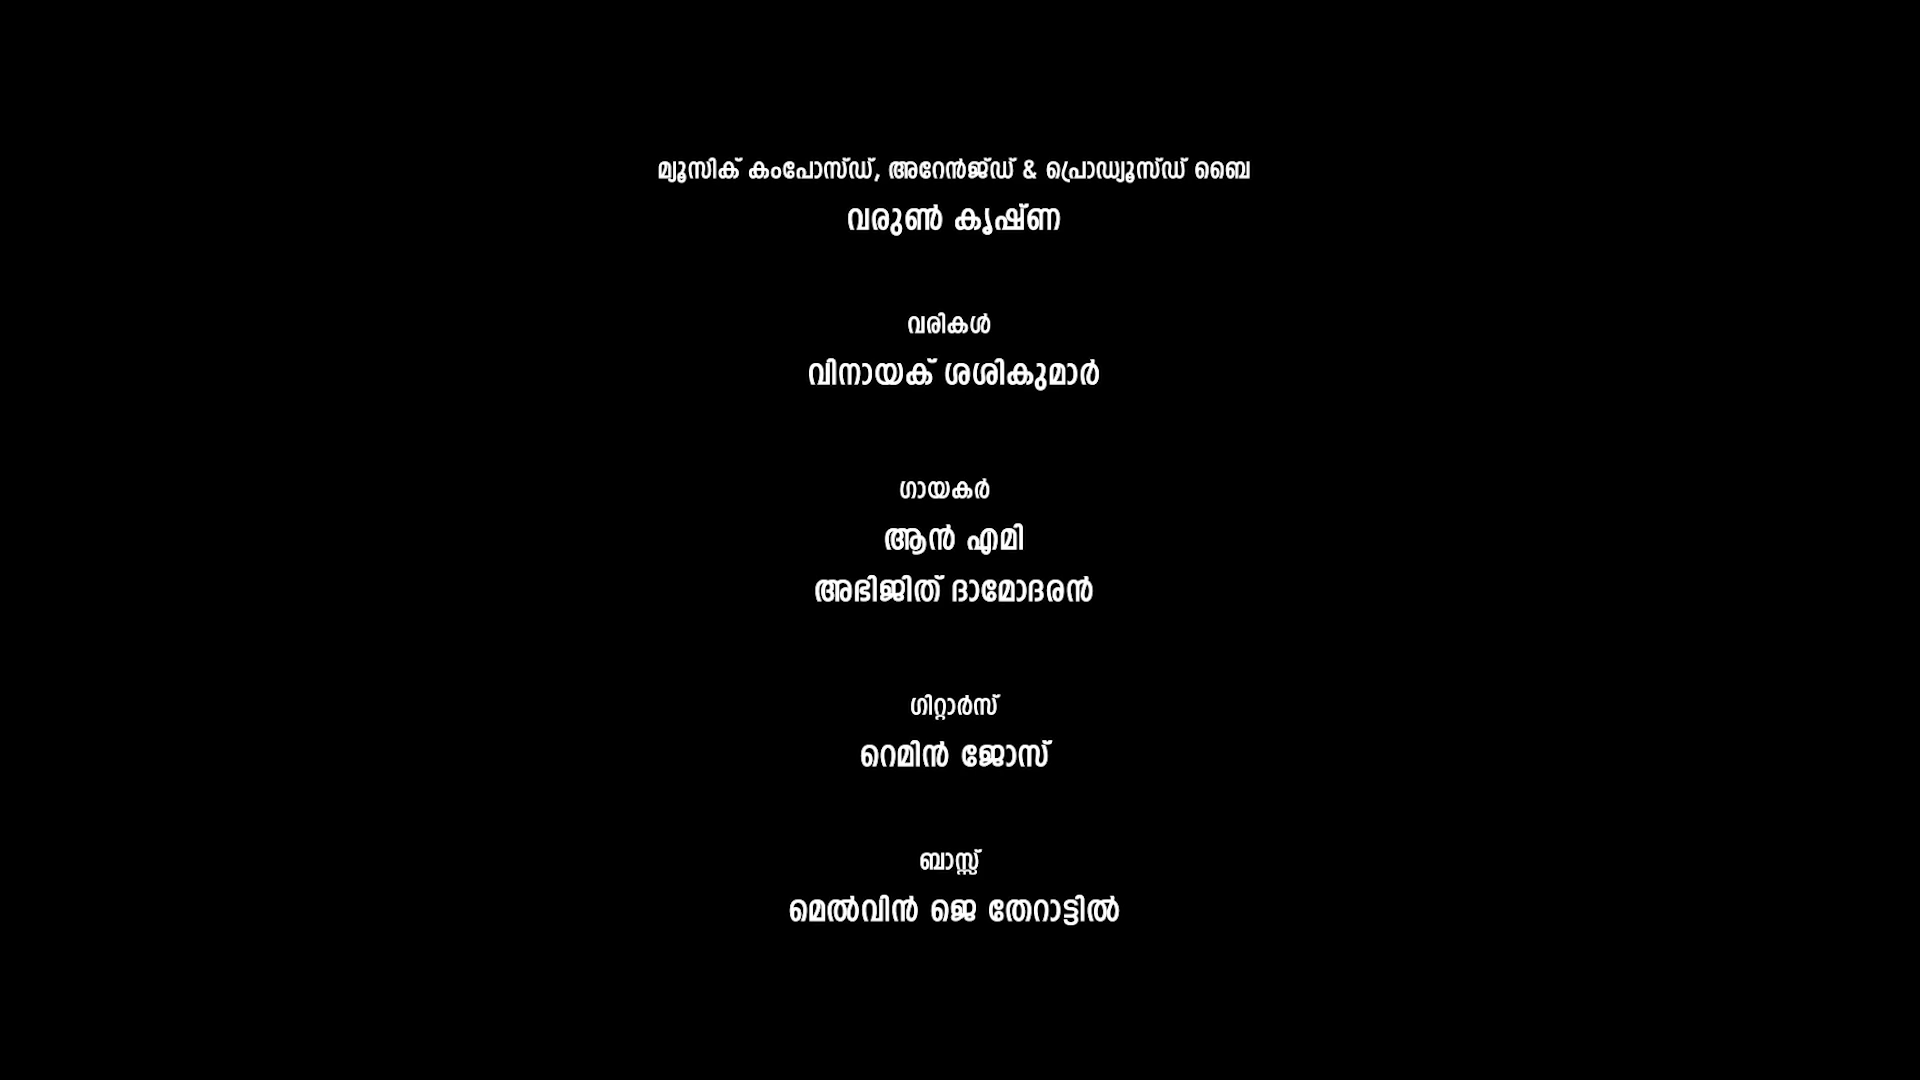 മ്യൂസിക് കംപോസ്ഡ്, അറേൻജ്ഡ് & പ്രൊഡ്യൂസ്ഡ് ബൈ
വരുൺ കൃഷ്ണ
വരികൾ
വിനായക് ശശികുമാർ
ഗായകർ
ആൻ എമി
അഭിജിത് ദാമോദരൻ
ഗിറ്റാർസ്
റെമിൻ ജോസ്
ബാസ്സ്
മെൽവിൻ ജെ തേറാട്ടിൽ